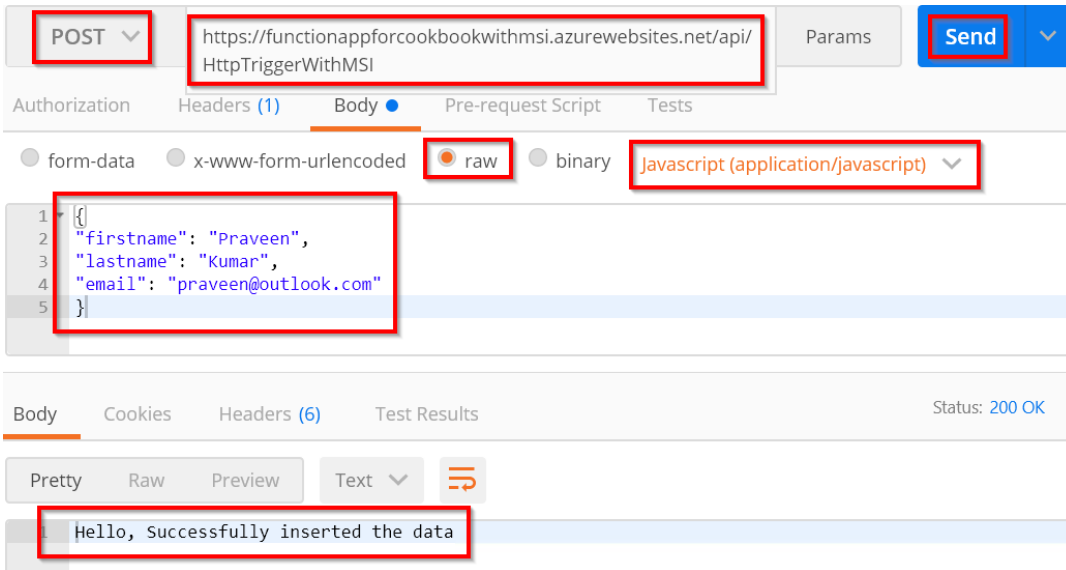 POST
https://functionappforcookbookwithmsi.azurewebsites.net/api/
HttpTriggerWithMSI
Params
Send
Authorization Headers (1) Body Pre-request Script Tests
form-data x-www-form-urlencoded raw binary Javascript (application/javascript)
1 {
2 "firstname": "Praveen",
3 "lastname": "Kumar",
4 "email": "praveen@outlook.com"
5 }
Body Cookies Headers (6) Test Results Status: 200 OK
Pretty Raw Preview Text
1 Hello, Successfully inserted the data